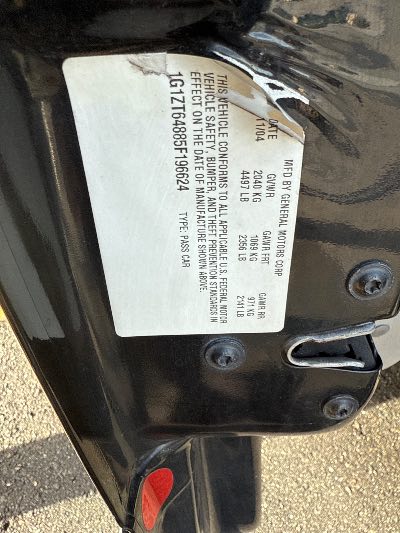 MFD BY GENERAL MOTORS CORP
DATE GVWR GAWR FRT GAWR RR
11/04 2040 KG 1069 KG 971 KG
4497 LB 2356 LB 2141 LB
THIS VEHICLE CONFORMS TO ALL APPLICABLE U.S. FEDERAL MOTOR
VEHICLE SAFETY, BUMPER, AND THEFT PREVENTION STANDARDS IN
EFFECT ON THE DATE OF MANUFACTURE SHOWN ABOVE.
1G1ZT64885F196624 TYPE: PASS CAR